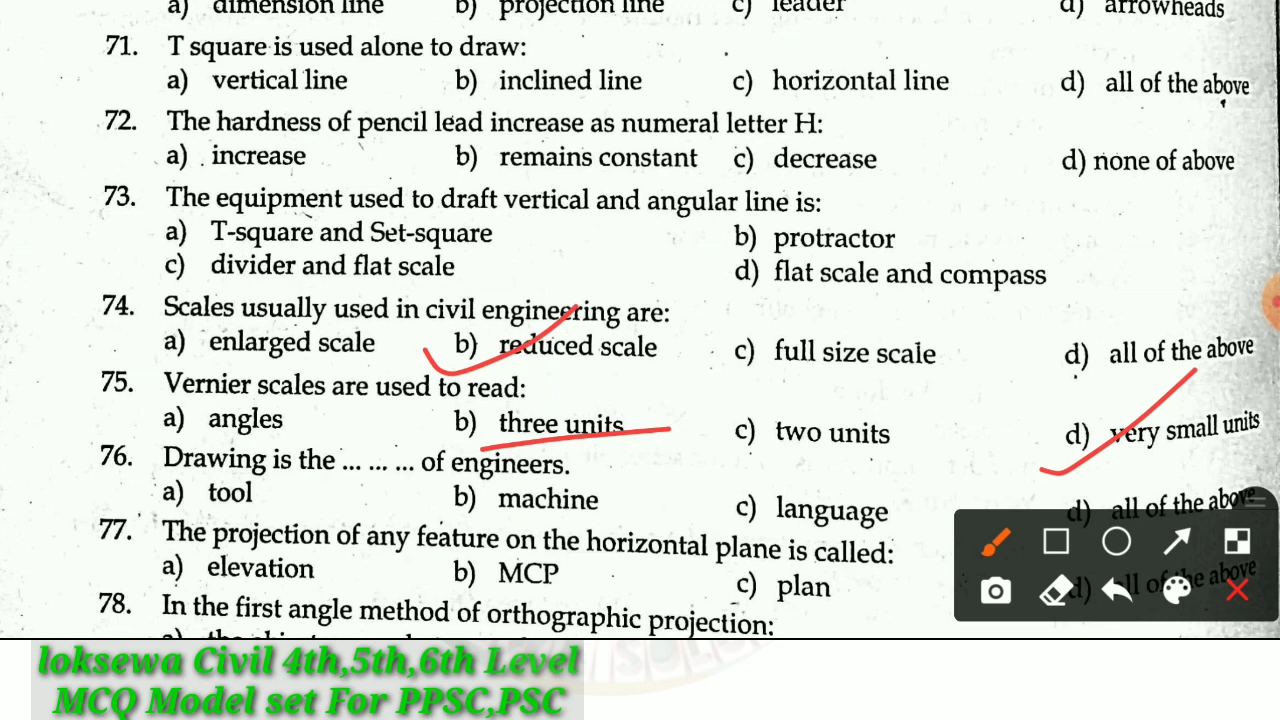 a) dimension line b) projection line c) leader d) arrowheads
71. T square is used alone to draw:
a) vertical line b) inclined line c) horizontal line d) all of the above
72. The hardness of pencil lead increase as numeral letter H:
a) increase b) remains constant c) decrease d) none of above
73. The equipment used to draft vertical and angular line is:
a) T-square and Set-square b) protractor
c) divider and flat scale d) flat scale and compass
74. Scales usually used in civil engineering are:
a) enlarged scale b) reduced scale c) full size scale d) all of the above
75. Vernier scales are used to read:
a) angles b) three units c) two units d) very small units
76. Drawing is the ... ... ... of engineers.
a) tool b) machine c) language d) all of the above
77. The projection of any feature on the horizontal plane is called:
a) elevation b) MCP c) plan d) all of the above
78. In the first angle method of orthographic projection:
loksewa Civil 4th,5th,6th Level
MCQ Model set For PPSC,PSC